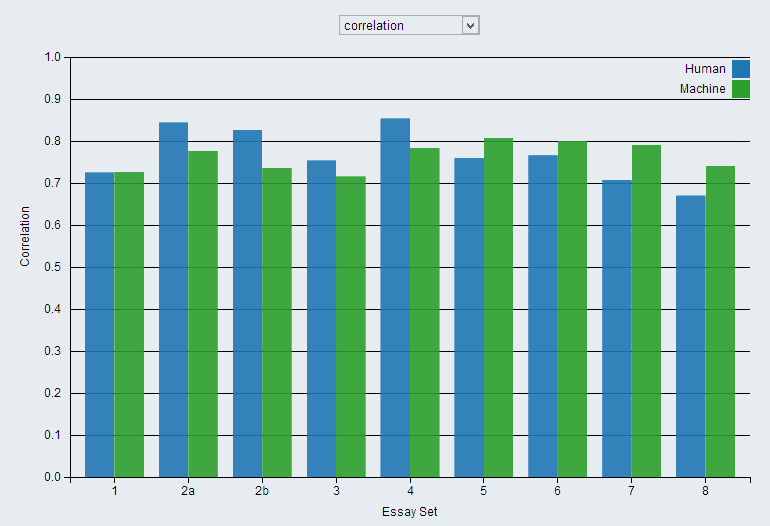 correlation
Human
Machine
1.0
0.9
0.8
0.7
0.6
0.5
0.4
0.3
0.2
0.1
0.0
Correlation
1 2a 2b 3 4 5 6 7 8
Essay Set